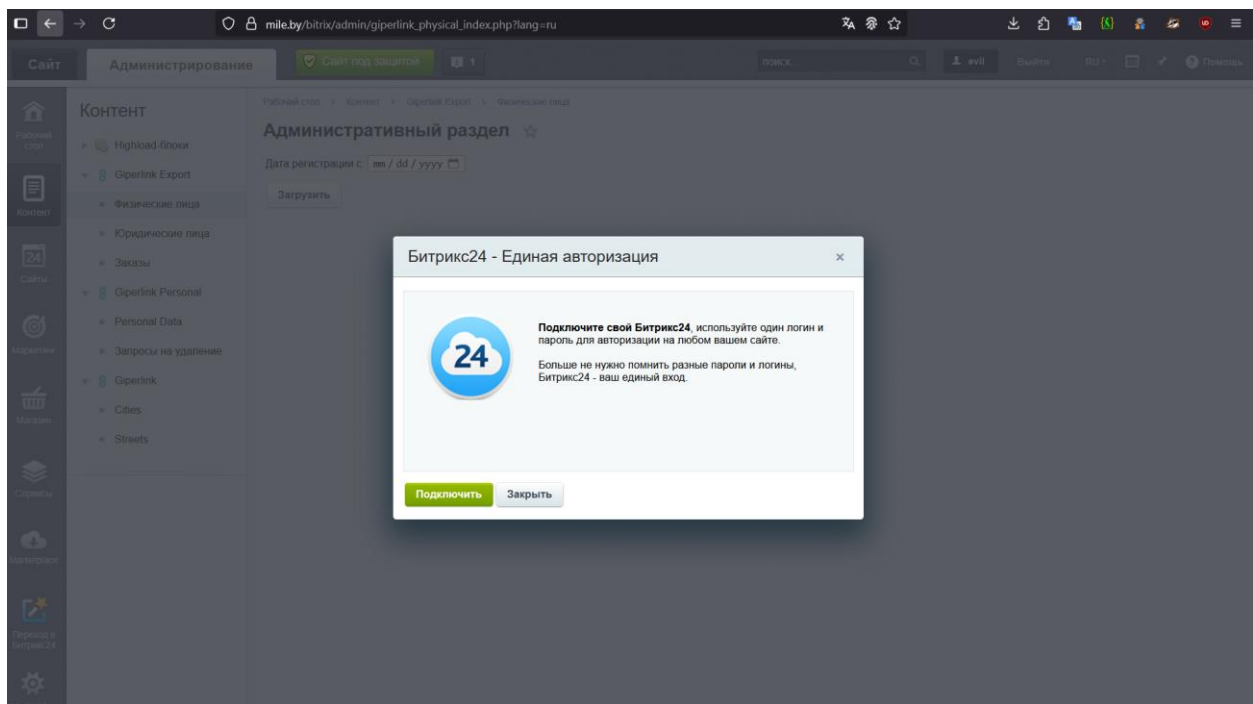 mile.by/bitrix/admin/giperlink_physical_index.php?lang=ru
Сайт
Администрирование
Сайт под защитой
1
поиск...
evil
Выйти
RU
Помощь
Рабочий стол
Контент
Сайты
Маркетинг
Магазин
Сервисы
Marketplace
Переход в
Битрикс24
Контент
Highload-блоки
Giperlink Export
Физические лица
Юридические лица
Заказы
Giperlink Personal
Personal Data
Запросы на удаление
Giperlink
Cities
Streets
Рабочий стол Контент Giperlink Export Физические лица
Административный раздел
Дата регистрации с: mm / dd / yyyy
Загрузить
Битрикс24 - Единая авторизация
24
Подключите свой Битрикс24, используйте один логин и
пароль для авторизации на любом вашем сайте.
Больше не нужно помнить разные пароли и логины,
Битрикс24 - ваш единый вход.
Подключить
Закрыть